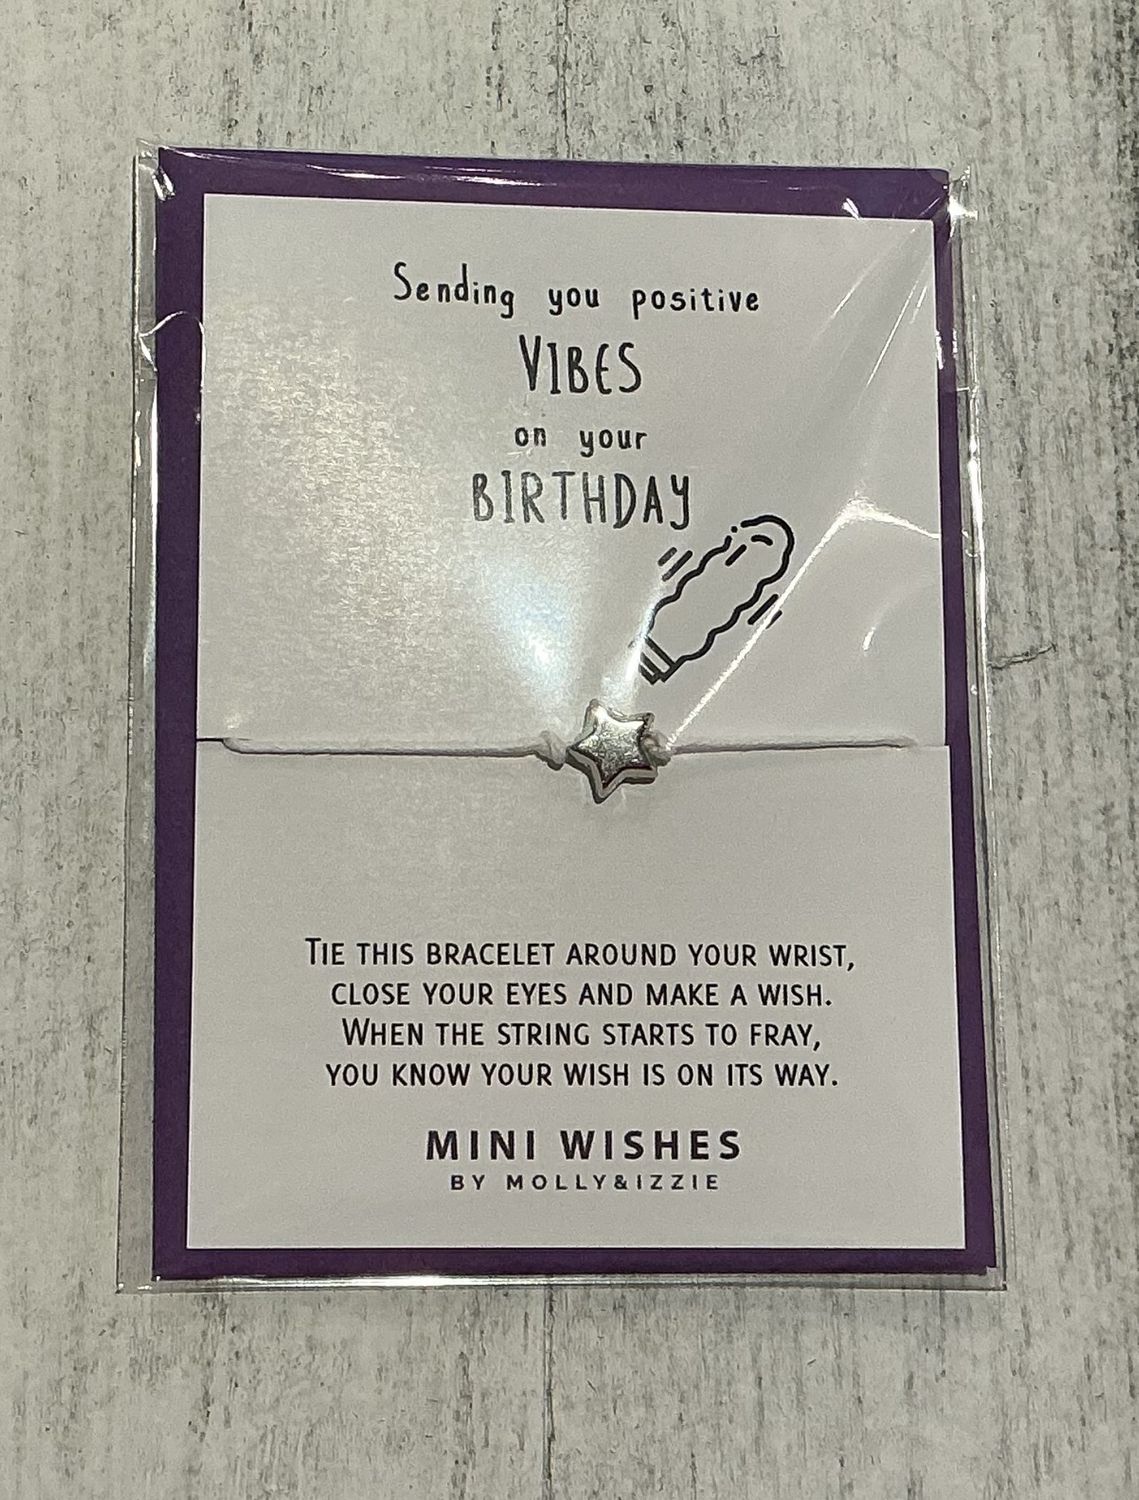 Sending you positive
VIBES
on your
BIRTHDAY
TIE THIS BRACELET AROUND YOUR WRIST,
CLOSE YOUR EYES AND MAKE A WISH.
WHEN THE STRING STARTS TO FRAY,
YOU KNOW YOUR WISH IS ON ITS WAY.
MINI WISHES
BY MOLLY&IZZIE